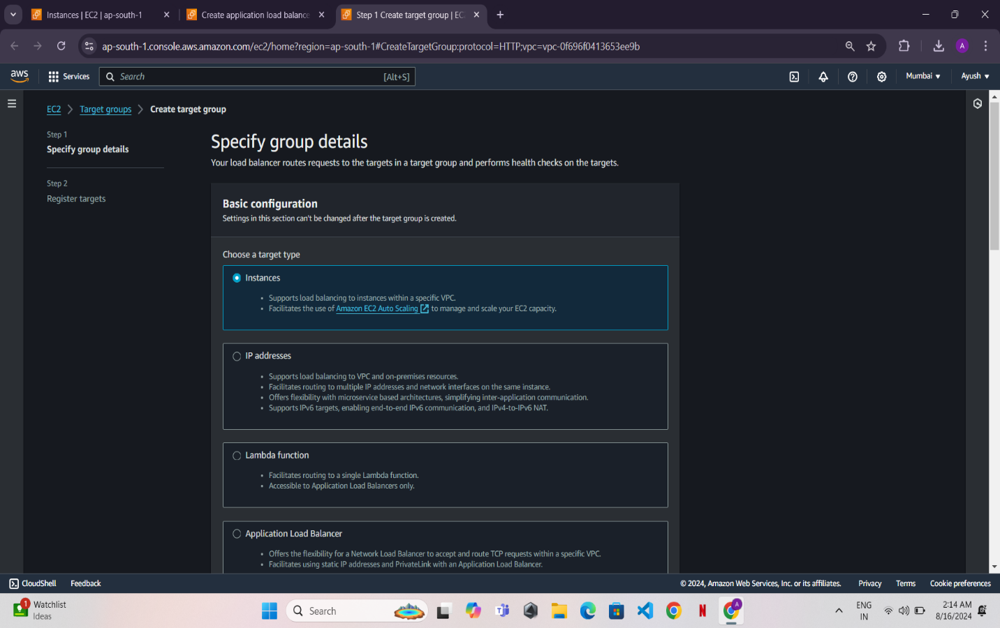 Instances | EC2 | ap-south-1
Create application load balance
Step 1 Create target group | EC
ap-south-1.console.aws.amazon.com/ec2/home?region=ap-south-1#CreateTargetGroup:protocol=HTTP;vpc=vpc-0f696f0413653ee9b
A
aws
Services
Search
[Alt+S]
Mumbai
Ayush
EC2
Target groups
Create target group
Step 1
Specify group details
Step 2
Register targets
Specify group details
Your load balancer routes requests to the targets in a target group and performs health checks on the targets.
Basic configuration
Settings in this section can't be changed after the target group is created.
Choose a target type
Instances
• Supports load balancing to instances within a specific VPC.
• Facilitates the use of Amazon EC2 Auto Scaling to manage and scale your EC2 capacity.
IP addresses
• Supports load balancing to VPC and on-premises resources.
• Facilitates routing to multiple IP addresses and network interfaces on the same instance.
• Offers flexibility with microservice based architectures, simplifying inter-application communication.
• Supports IPv6 targets, enabling end-to-end IPv6 communication, and IPv4-to-IPv6 NAT.
Lambda function
• Facilitates routing to a single Lambda function.
• Accessible to Application Load Balancers only.
Application Load Balancer
• Offers the flexibility for a Network Load Balancer to accept and route TCP requests within a specific VPC.
• Facilitates using static IP addresses and PrivateLink with an Application Load Balancer.
CloudShell
Feedback
© 2024, Amazon Web Services, Inc. or its affiliates.
Privacy
Terms
Cookie preferences
1
Watchlist
Ideas
Search
N
A
ENG
IN
2:14 AM
8/16/2024